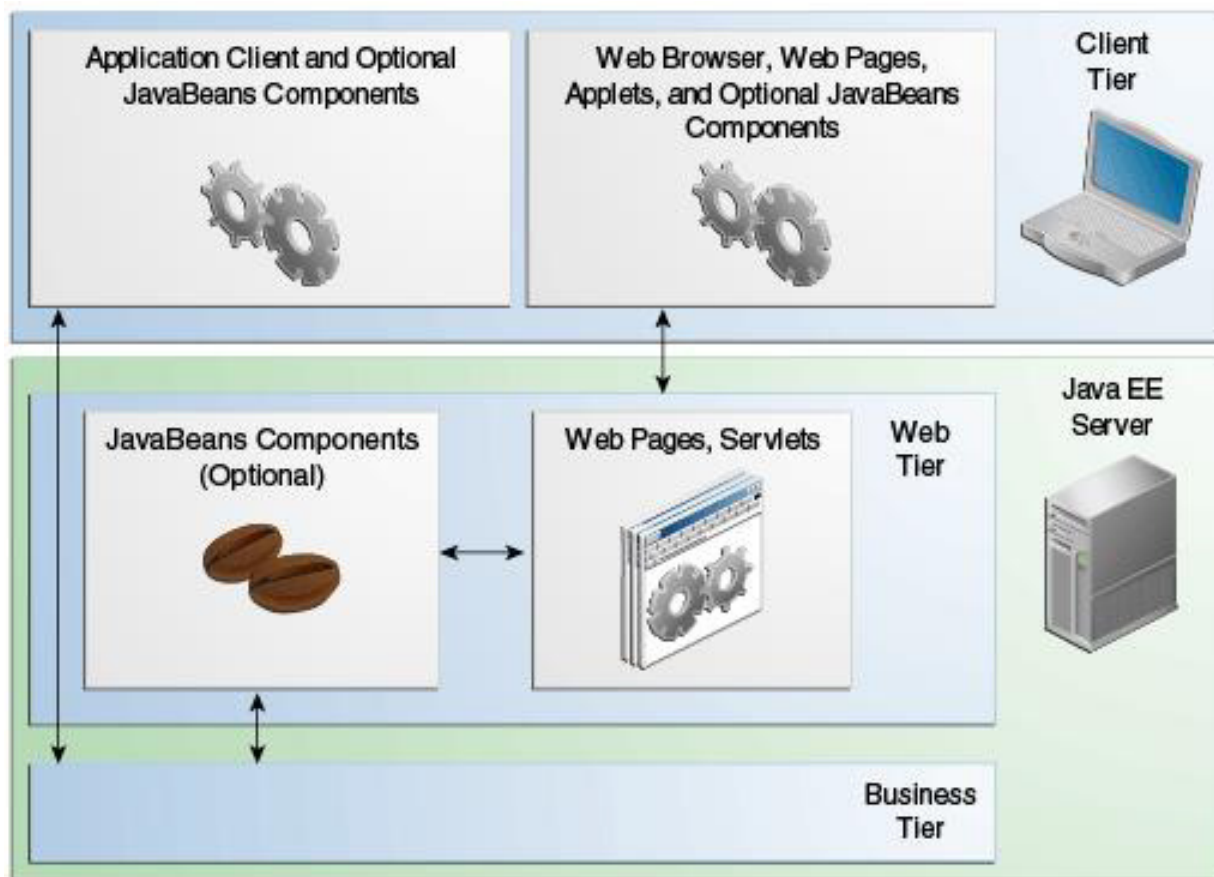 Application Client and Optional
JavaBeans Components
Web Browser, Web Pages,
Applets, and Optional JavaBeans
Components
Client
Tier
JavaBeans Components
(Optional)
Web Pages, Servlets
Web
Tier
Java EE
Server
Business
Tier